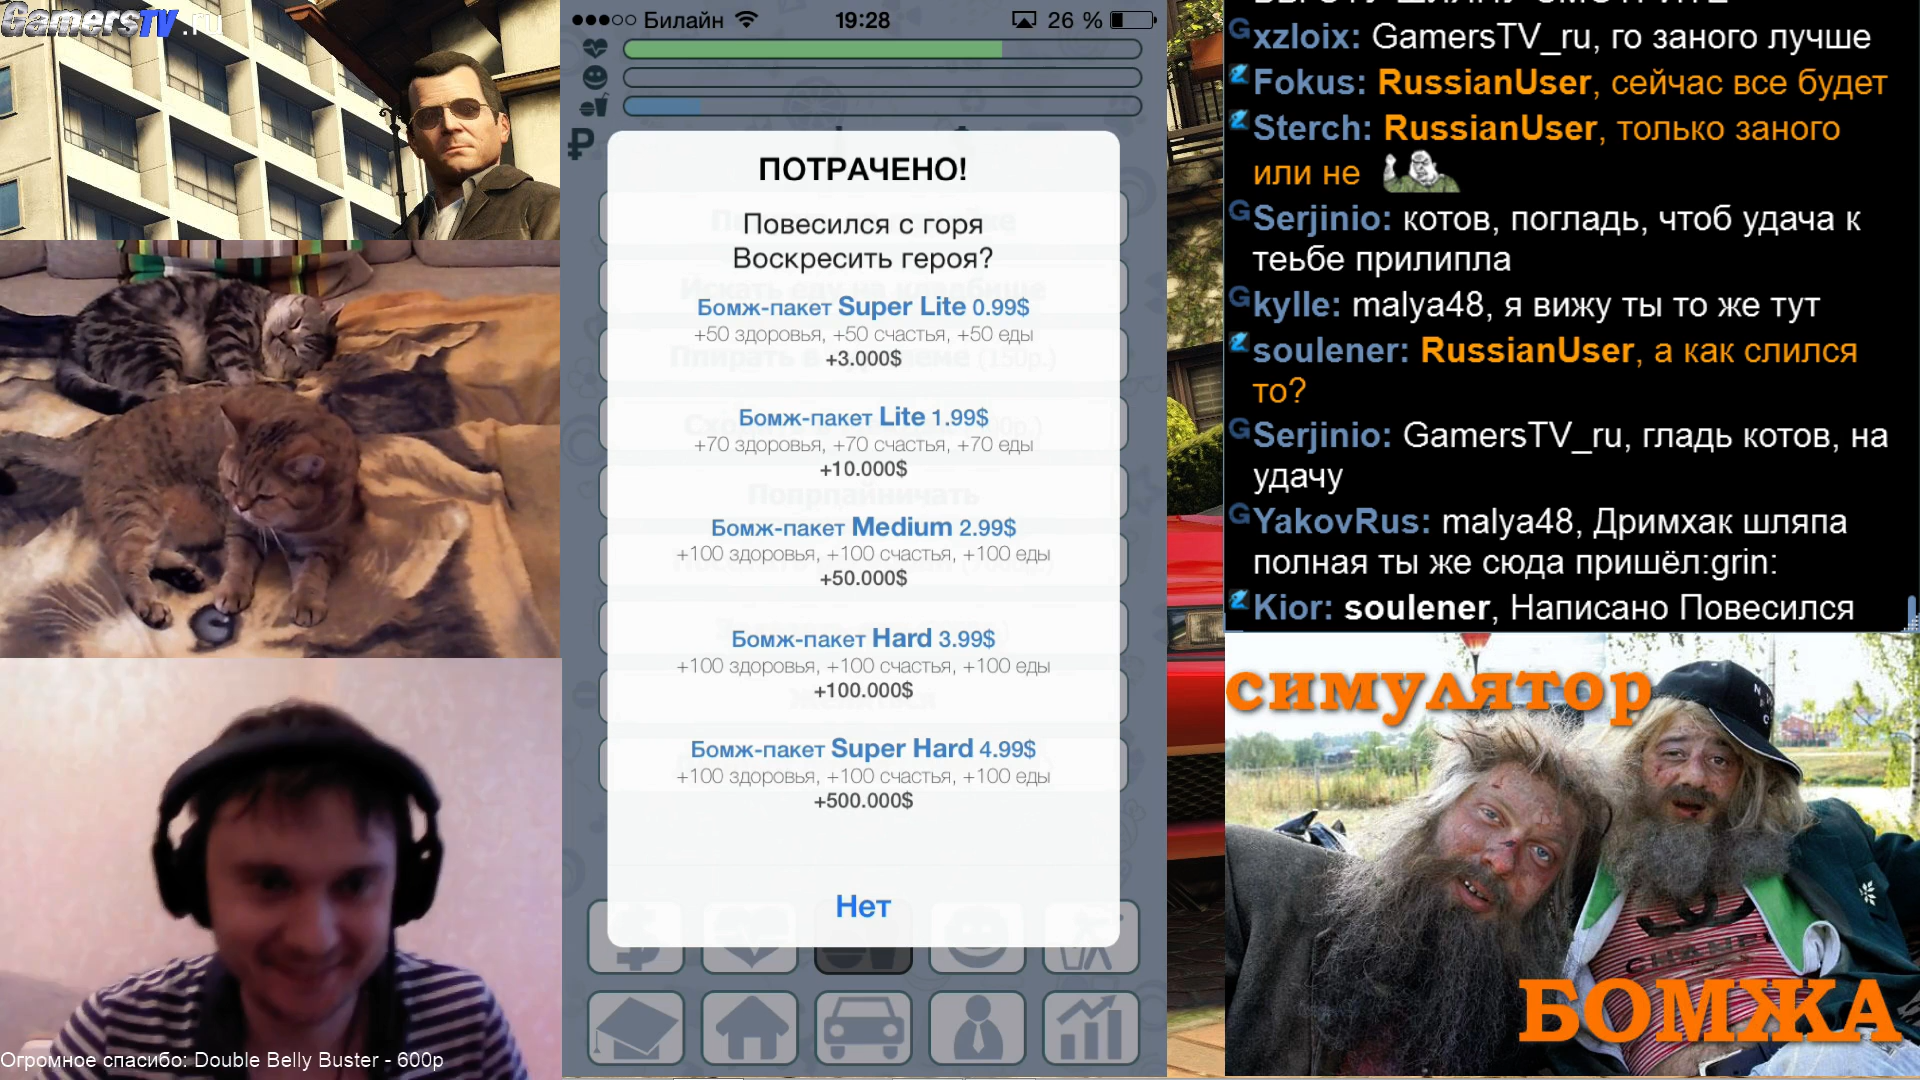 GamersTV.ru
Билайн 19:28 26 %
ПОТРАЧЕНО!
Повесился с горя
Воскресить героя?
Бомж-пакет Super Lite 0.99$
+50 здоровья, +50 счастья, +50 еды
+3.000$
Бомж-пакет Lite 1.99$
+70 здоровья, +70 счастья, +70 еды
+10.000$
Бомж-пакет Medium 2.99$
+100 здоровья, +100 счастья, +100 еды
+50.000$
Бомж-пакет Hard 3.99$
+100 здоровья, +100 счастья, +100 еды
+100.000$
Бомж-пакет Super Hard 4.99$
+100 здоровья, +100 счастья, +100 еды
+500.000$
Нет
xzloix: GamersTV_ru, го заного лучше
Fokus: RussianUser, сейчас все будет
Sterch: RussianUser, только заного
или не
Serjinio: котов, погладь, чтоб удача к
теьбе прилипла
kylle: malya48, я вижу ты то же тут
soulener: RussianUser, а как слился
то?
Serjinio: GamersTV_ru, гладь котов, на
удачу
YakovRus: malya48, Дримхак шляпа
полная ты же сюда пришёл:grin:
Kior: soulener, Написано Повесился
симулятор
CHANEL
БОМЖА
Огромное спасибо: Double Belly Buster - 600р